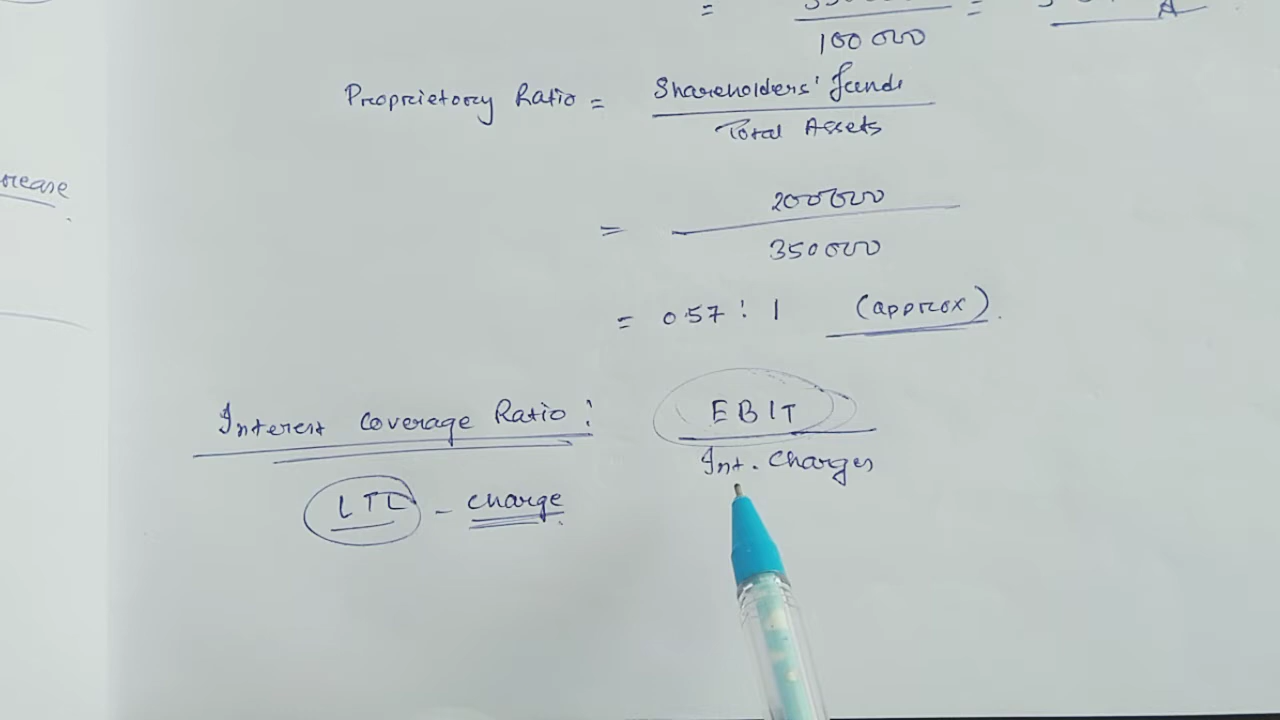 =
100000
Proprietory Ratio = Shareholders' funds
Total Assets
= 200000
350000
= 0.57 : 1 (approx).
crease
Interest Coverage Ratio : EBIT
Int. Charges
LTL - Charge